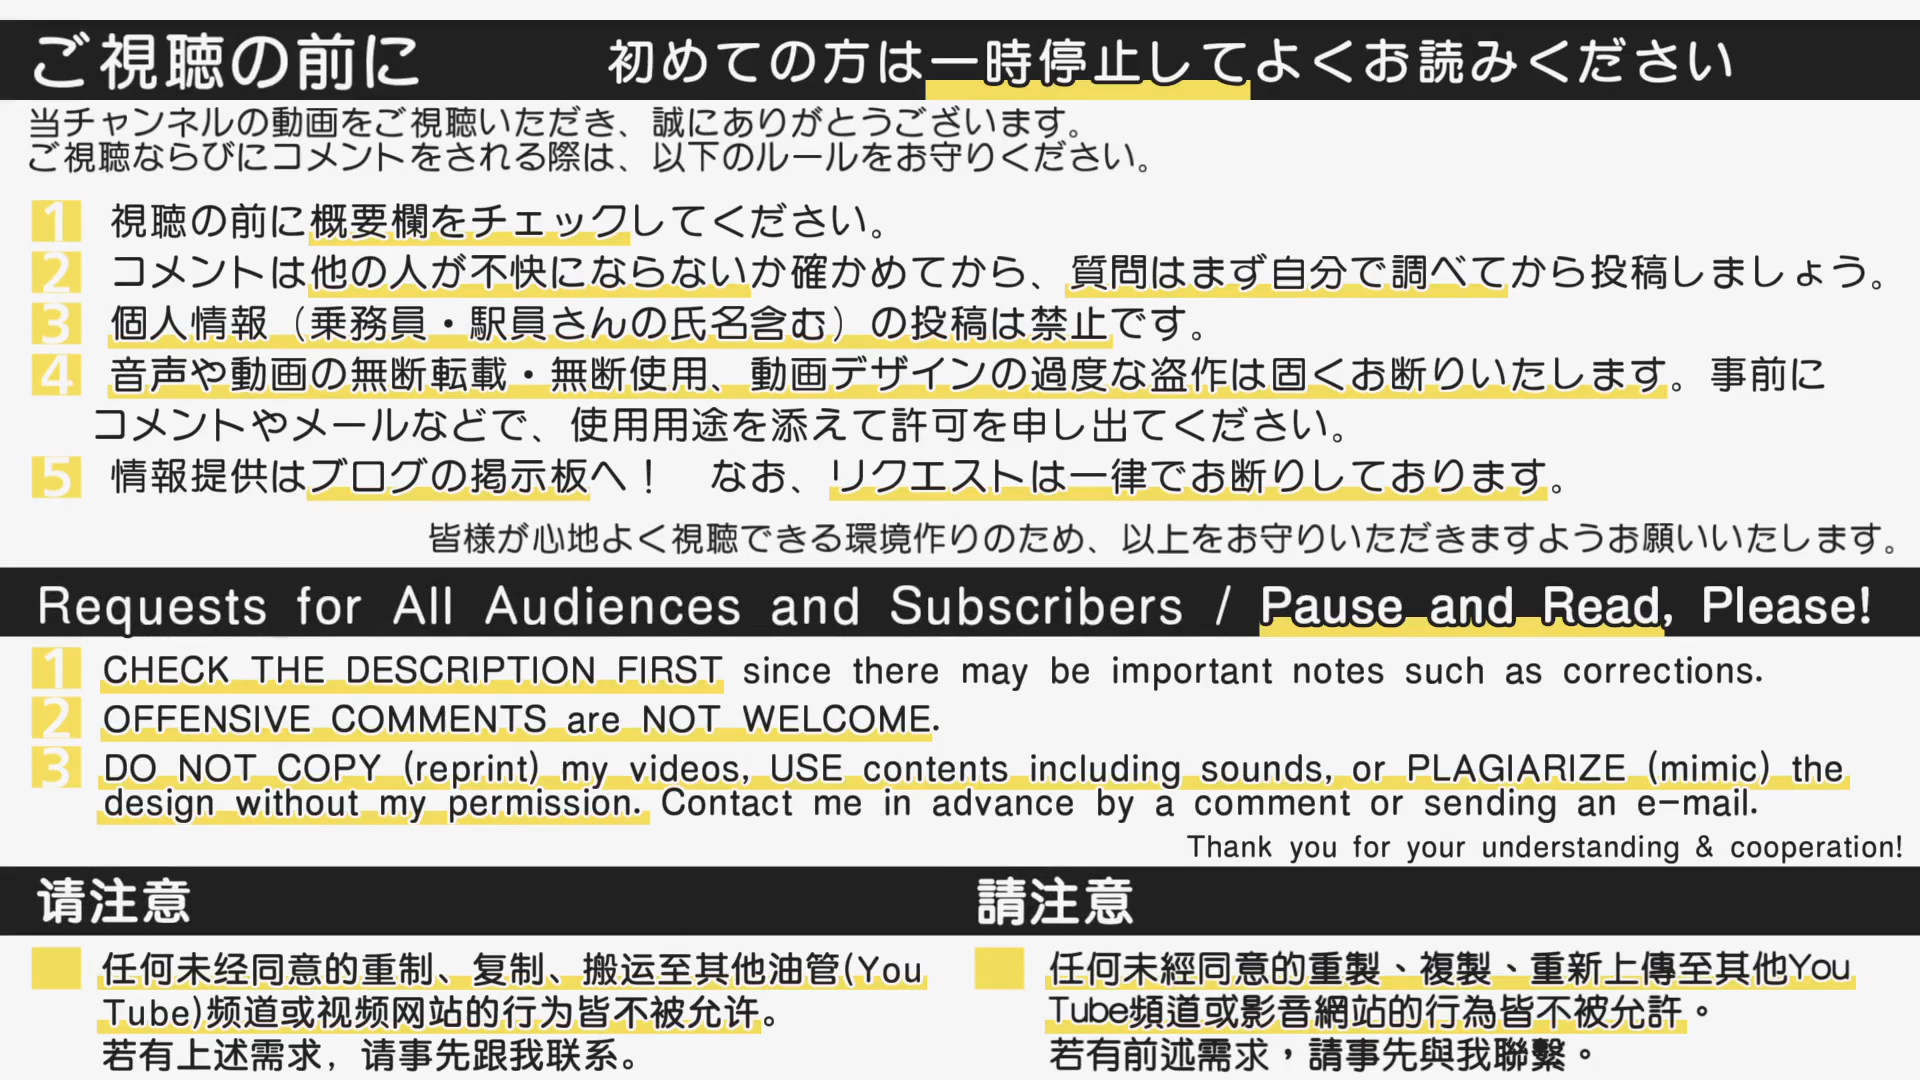 ご視聴の前に 初めての方は一時停止してよくお読みください
当チャンネルの動画をご視聴いただき、誠にありがとうございます。
ご視聴ならびにコメントをされる際は、以下のルールをお守りください。
1 視聴の前に概要欄をチェックしてください。
2 コメントは他の人が不快にならないか確かめてから、質問はまず自分で調べてから投稿しましょう。
3 個人情報（乗務員・駅員さんの氏名含む）の投稿は禁止です。
4 音声や動画の無断転載・無断使用、動画デザインの過度な盗作は固くお断りいたします。事前に
コメントやメールなどで、使用用途を添えて許可を申し出てください。
5 情報提供はブログの掲示板へ！ なお、リクエストは一律でお断りしております。
皆様が心地よく視聴できる環境作りのため、以上をお守りいただきますようお願いいたします。
Requests for All Audiences and Subscribers / Pause and Read, Please!
1 CHECK THE DESCRIPTION FIRST since there may be important notes such as corrections.
2 OFFENSIVE COMMENTS are NOT WELCOME.
3 DO NOT COPY (reprint) my videos, USE contents including sounds, or PLAGIARIZE (mimic) the
design without my permission. Contact me in advance by a comment or sending an e-mail.
Thank you for your understanding & cooperation!
请注意
任何未经同意的重制、复制、搬运至其他油管(You
Tube)频道或视频网站的行为皆不被允许。
若有上述需求，请事先跟我联系。
請注意
任何未經同意的重製、複製、重新上傳至其他You
Tube頻道或影音網站的行為皆不被允許。
若有前述需求，請事先與我聯繫。